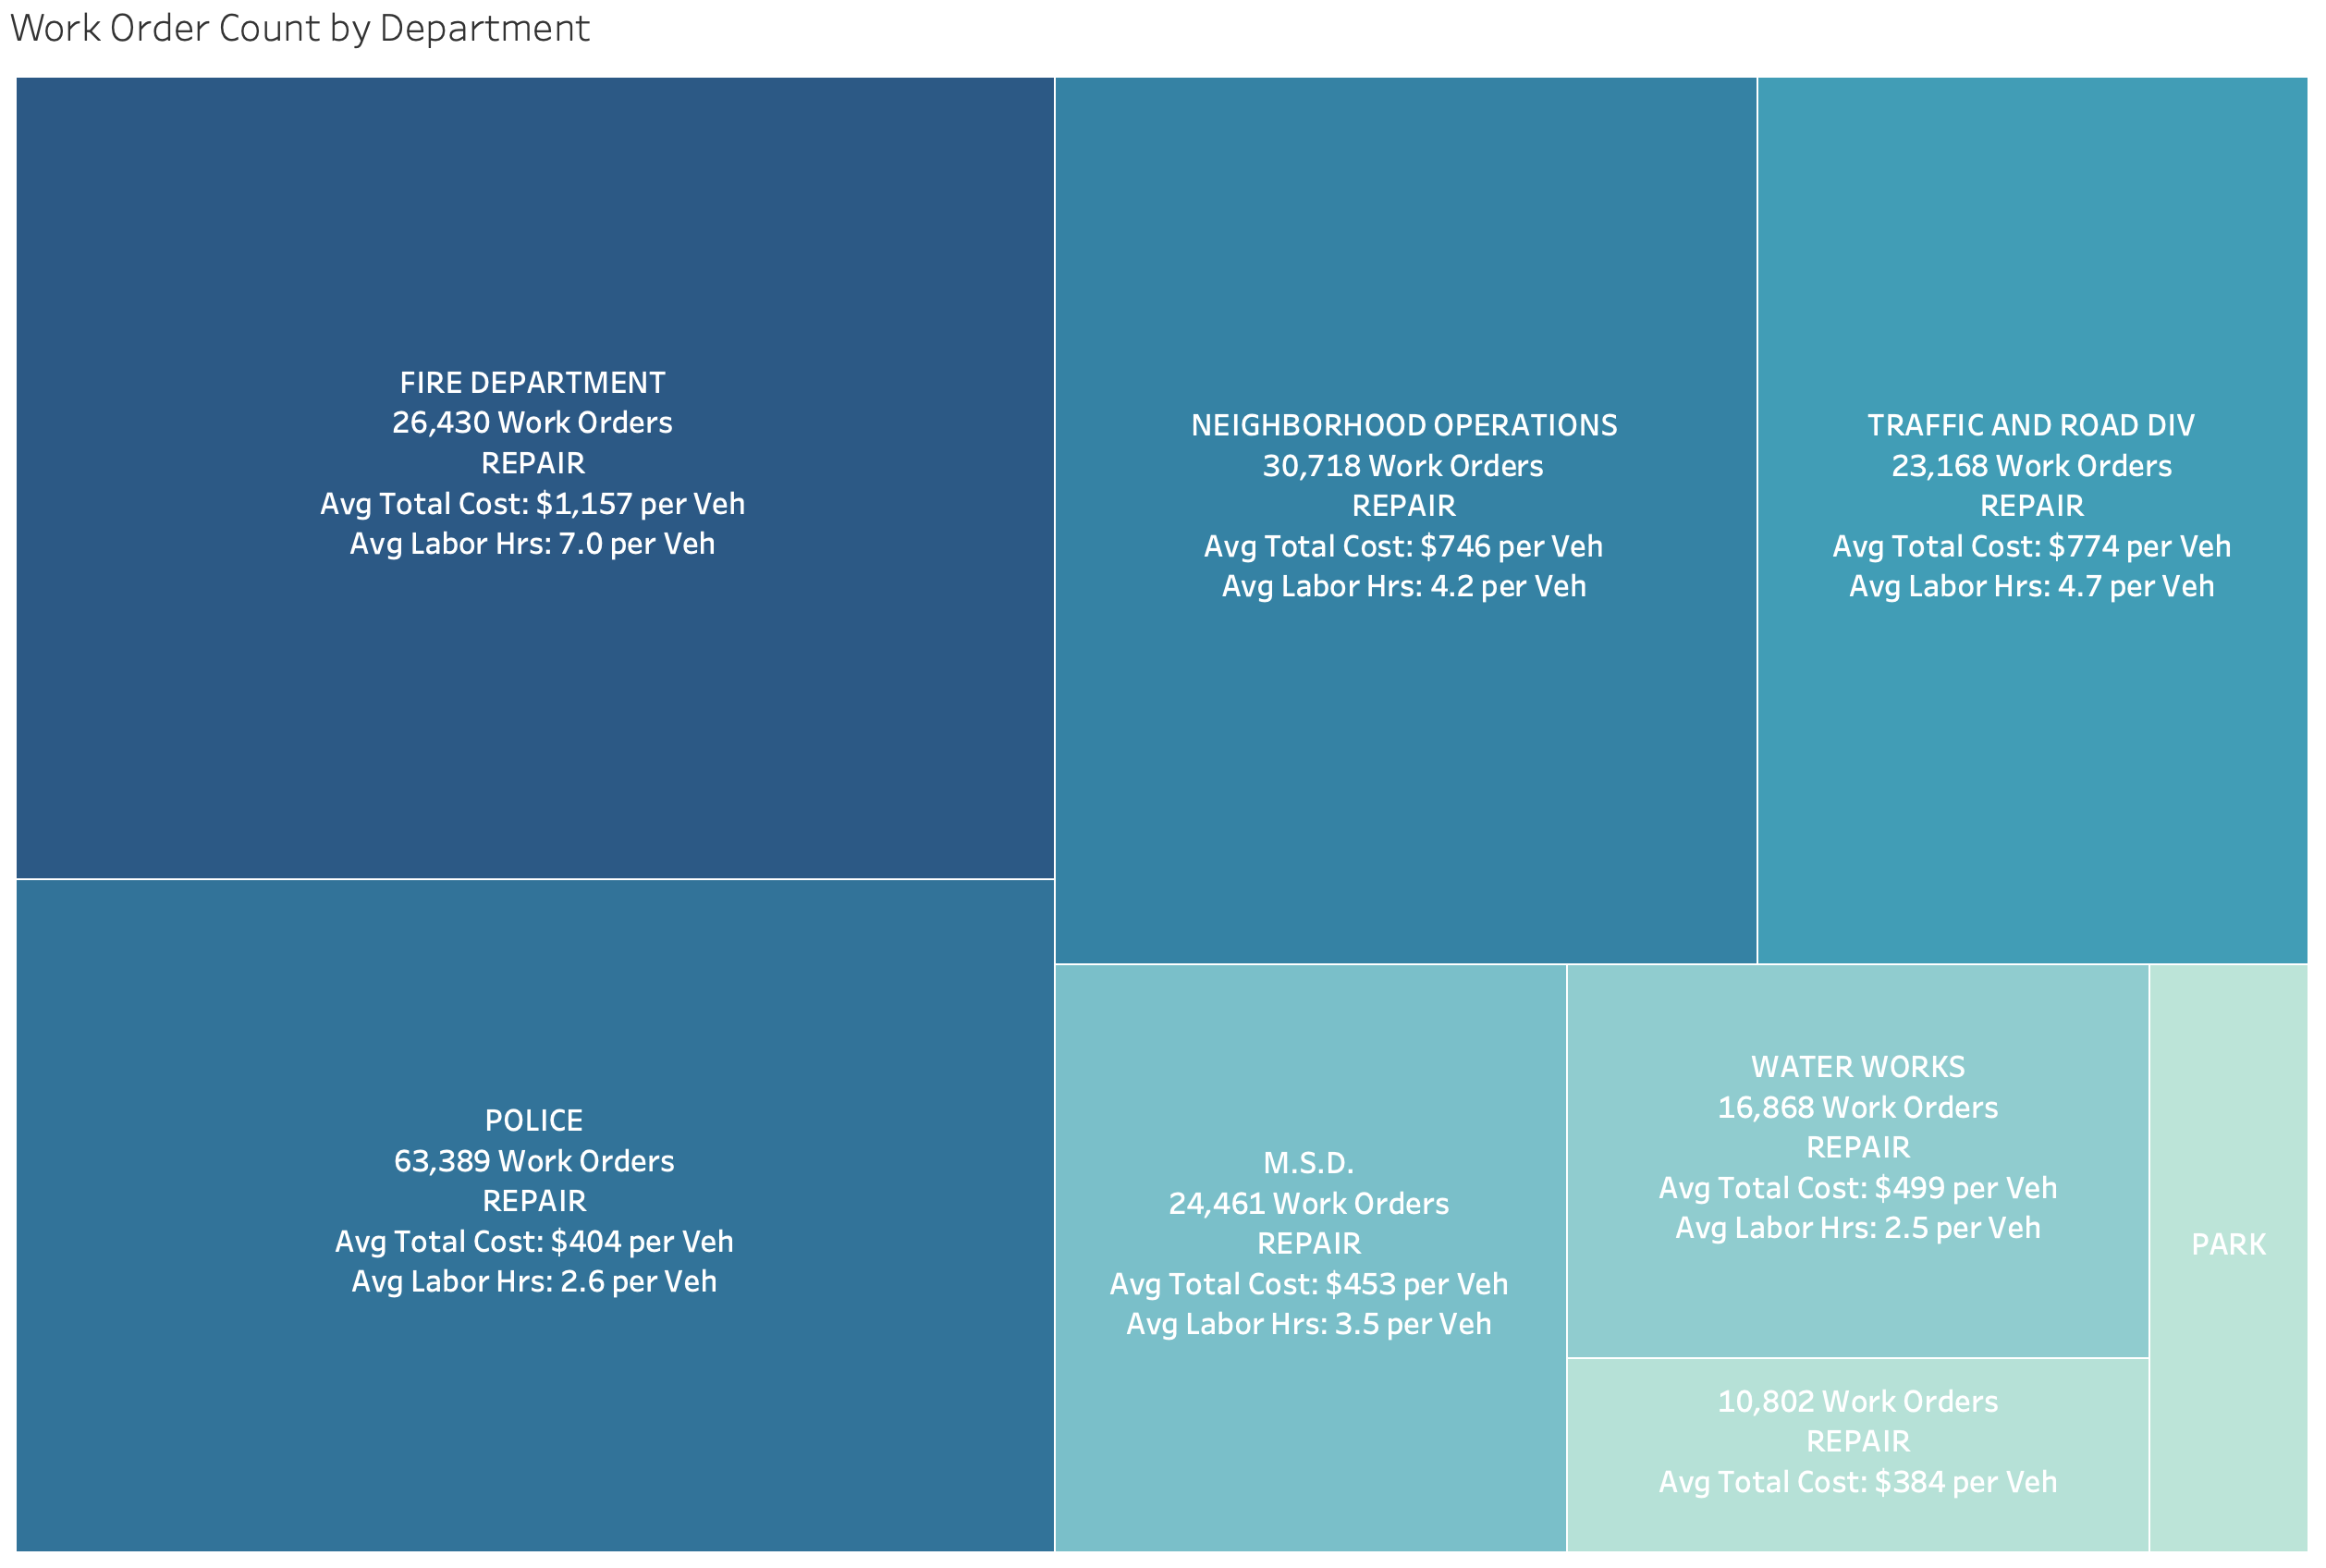 Work Order Count by Department
FIRE DEPARTMENT
26,430 Work Orders
REPAIR
Avg Total Cost: $1,157 per Veh
Avg Labor Hrs: 7.0 per Veh
NEIGHBORHOOD OPERATIONS
30,718 Work Orders
REPAIR
Avg Total Cost: $746 per Veh
Avg Labor Hrs: 4.2 per Veh
TRAFFIC AND ROAD DIV
23,168 Work Orders
REPAIR
Avg Total Cost: $774 per Veh
Avg Labor Hrs: 4.7 per Veh
POLICE
63,389 Work Orders
REPAIR
Avg Total Cost: $404 per Veh
Avg Labor Hrs: 2.6 per Veh
M.S.D.
24,461 Work Orders
REPAIR
Avg Total Cost: $453 per Veh
Avg Labor Hrs: 3.5 per Veh
WATER WORKS
16,868 Work Orders
REPAIR
Avg Total Cost: $499 per Veh
Avg Labor Hrs: 2.5 per Veh
10,802 Work Orders
REPAIR
Avg Total Cost: $384 per Veh
PARK